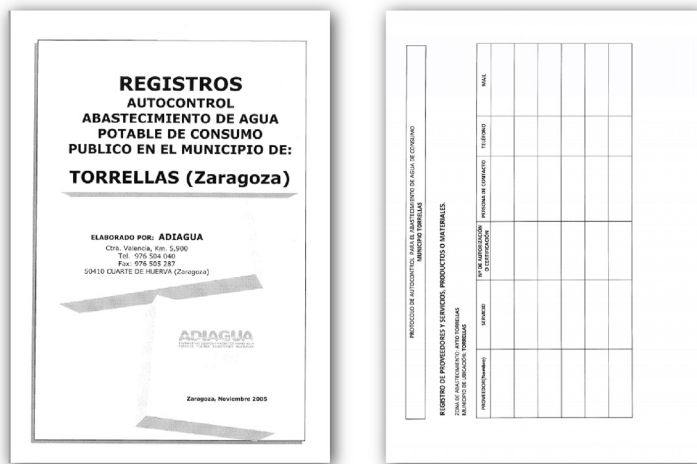 REGISTROS
AUTOCONTROL
ABASTECIMIENTO DE AGUA
POTABLE DE CONSUMO
PUBLICO EN EL MUNICIPIO DE:
TORRELLAS (Zaragoza)
ELABORADO POR: ADIAGUA
Ctra. Valencia, Km. 5,900
Tel. 976 504 040
Fax: 976 505 287
50410 CUARTE DE HUERVA (Zaragoza)
ADIAGUA
Zaragoza, Noviembre 2005
PROTOCOLO DE AUTOCONTROL PARA EL ABASTECIMIENTO DE AGUA DE CONSUMO
MUNICIPIO TORRELLAS
REGISTRO DE PROVEEDORES Y SERVICIOS, PRODUCTOS O MATERIALES.
ZONA DE ABASTECIMIENTO: AYTO TORRELLAS
MUNICIPIO DE UBICACIÓN: TORRELLAS
PROVEEDOR(Nombre)
SERVICIO
Nº DE AUTORIZACIÓN
O CERTIFICACIÓN
PERSONA DE CONTACTO
TELÉFONO
MAIL